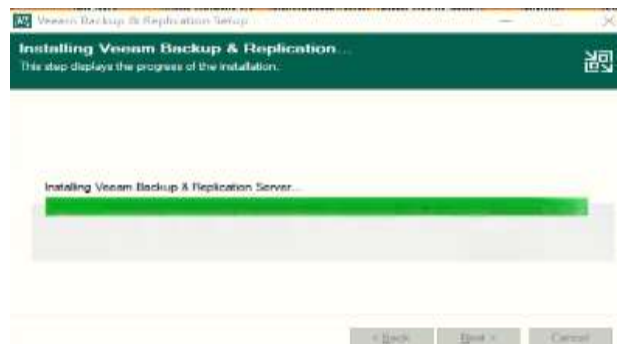 Veeam Backup & Replication Setup
Installing Veeam Backup & Replication...
This step displays the progress of the installation.
Installing Veeam Backup & Replication Server...
< Back Next > Cancel